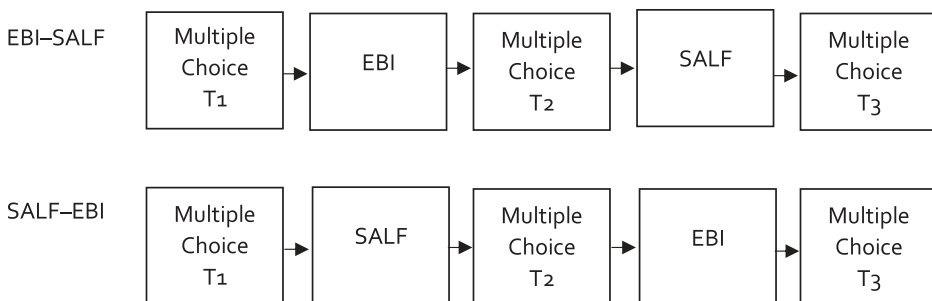 EBI–SALF
Multiple
Choice
T1
EBI
Multiple
Choice
T2
SALF
Multiple
Choice
T3
SALF–EBI
Multiple
Choice
T1
SALF
Multiple
Choice
T2
EBI
Multiple
Choice
T3